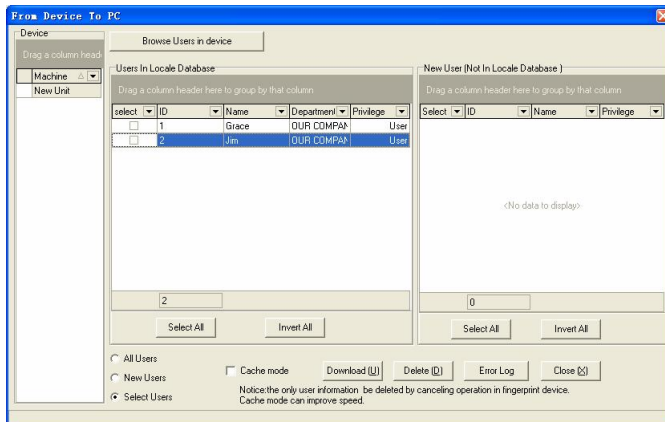 From Device To PC
Device
Browse Users in device
Drag a column head
Machine
New Unit
Users In Locale Database
Drag a column header here to group by that column
select ID Name Department Privilege
1 Grace OUR COMPAN User
2 Jim OUR COMPAN User
2
Select All Invert All
New User (Not In Locale Database )
Drag a column header here to group by that column
Select ID Name Privilege
<No data to display>
0
Select All Invert All
All Users
New Users
Select Users
Cache mode Download (U) Delete (D) Error Log Close (X)
Notice:the only user information be deleted by canceling operation in fingerprint device.
Cache mode can improve speed.